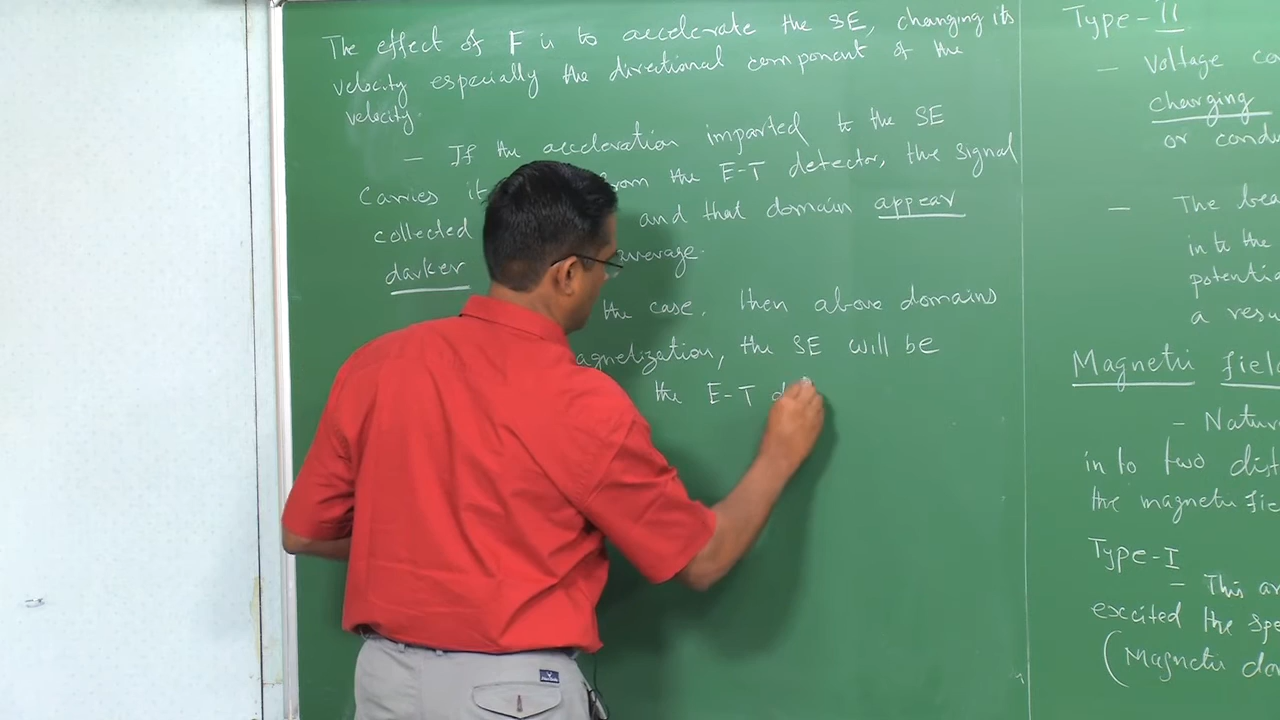 The effect of F is to accelerate the SE, changing its
velocity especially the directional component of the
velocity.
– If the acceleration imparted to the SE
carries it from the E-T detector, the signal
collected and that domain appear
darker average.
the case, then above domains
agnetization, the SE will be
the E-T d
Type-II
– Voltage co
charging
or condu
– The bea
in to the
potentia
a resu
Magnetic field
– Natur
in to two dist
the magnetic fie
Type-I
– This ar
excited the spe
(Magnetic do